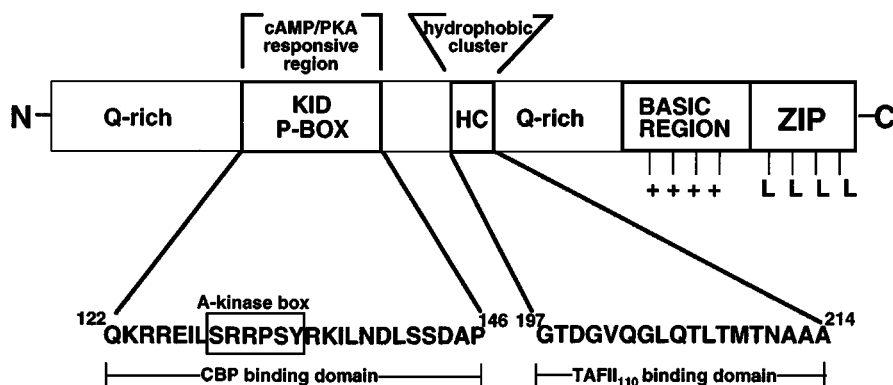 cAMP/PKA
responsive
region
hydrophobic
cluster
N
Q-rich
KID
P-BOX
HC
Q-rich
BASIC
REGION
ZIP
C
+ + + +
L L L L
A-kinase box
122
QKRREILSRRPSYRKILNDLSSDAP
146
197
GTDGVQGLQTLTMTNAAA
214
CBP binding domain
TAFII110 binding domain